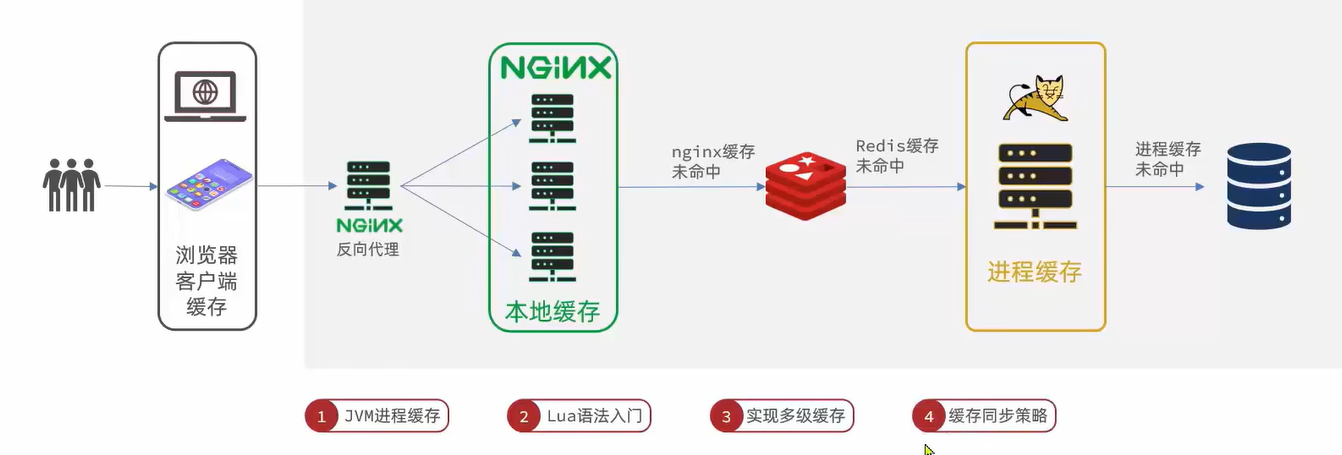 浏览器
客户端
缓存
NGINX
反向代理
NGINX
本地缓存
nginx缓存
未命中
Redis缓存
未命中
进程缓存
进程缓存
未命中
1 JVM进程缓存
2 Lua语法入门
3 实现多级缓存
4 缓存同步策略